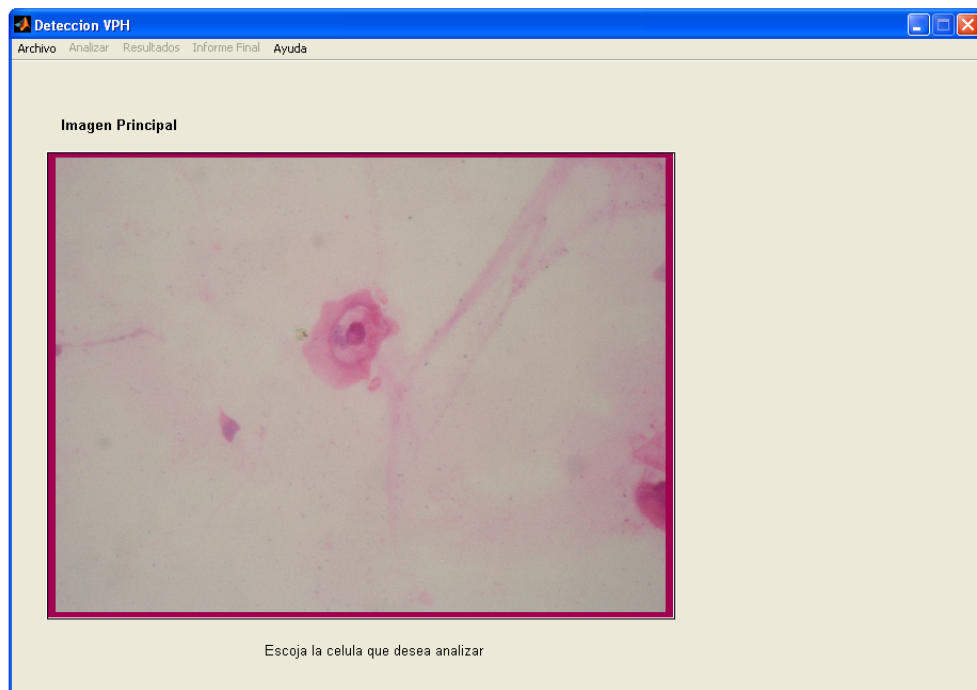 Deteccion VPH
Archivo Analizar Resultados Informe Final Ayuda
Imagen Principal
Escoja la celula que desea analizar